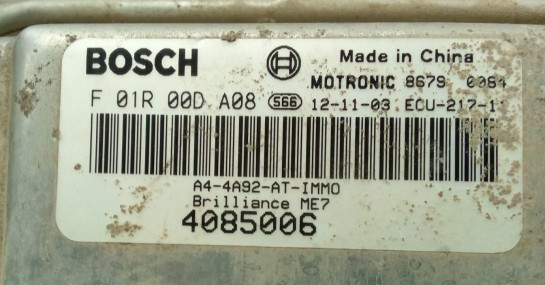 BOSCH
Made in China
MOTRONIC 8679 0084
F 01R 00D A08 S66 12-11-03 ECU-217-1
A4-4A92-AT-IMMO
Brilliance ME7
4085006